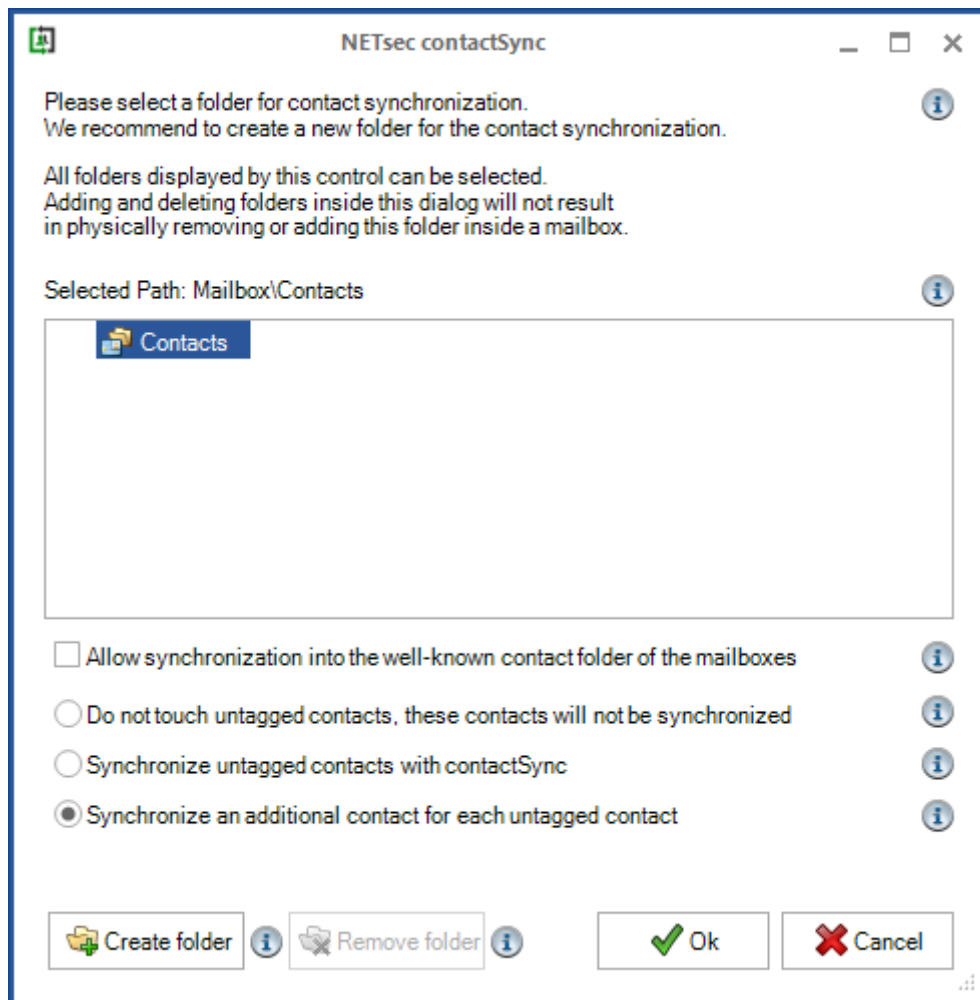 NETsec contactSync
Please select a folder for contact synchronization.
We recommend to create a new folder for the contact synchronization.
All folders displayed by this control can be selected.
Adding and deleting folders inside this dialog will not result
in physically removing or adding this folder inside a mailbox.
Selected Path: Mailbox\Contacts
Contacts
Allow synchronization into the well-known contact folder of the mailboxes
Do not touch untagged contacts, these contacts will not be synchronized
Synchronize untagged contacts with contactSync
Synchronize an additional contact for each untagged contact
Create folder Remove folder Ok Cancel